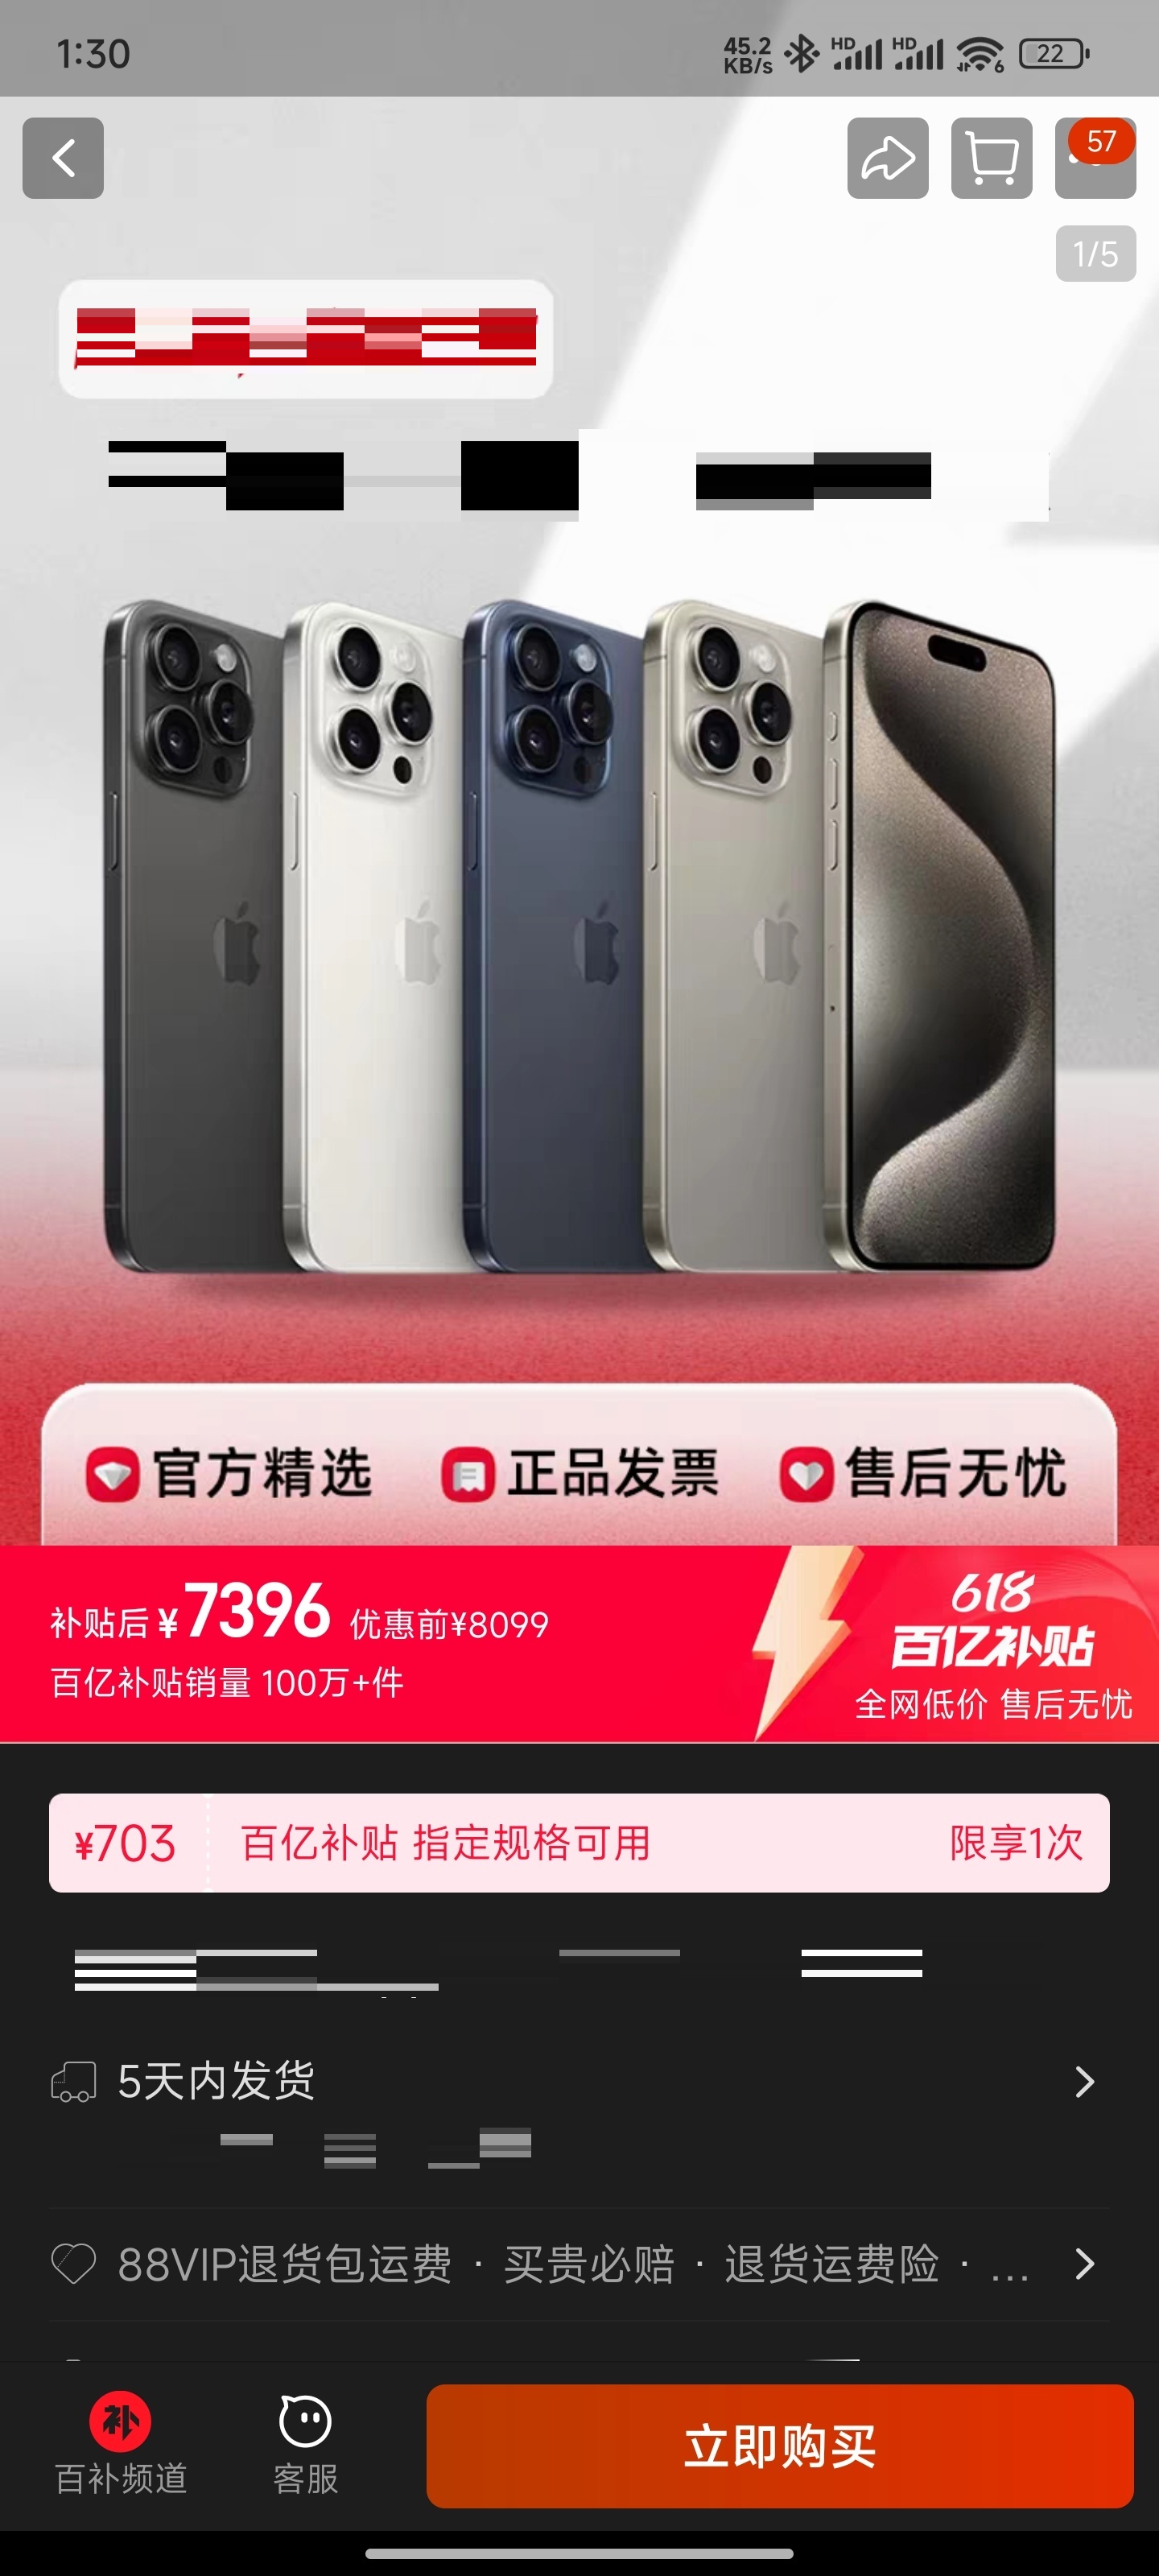 1:30
45.2 KB/s HD HD 6 22
57
1/5
官方精选 正品发票 售后无忧
补贴后 ¥7396 优惠前¥8099
百亿补贴销量 100万+件
618
百亿补贴
全网低价 售后无忧
¥703 百亿补贴 指定规格可用 限享1次
5天内发货
88VIP退货包运费 · 买贵必赔 · 退货运费险 · ...
补
百补频道 客服 立即购买